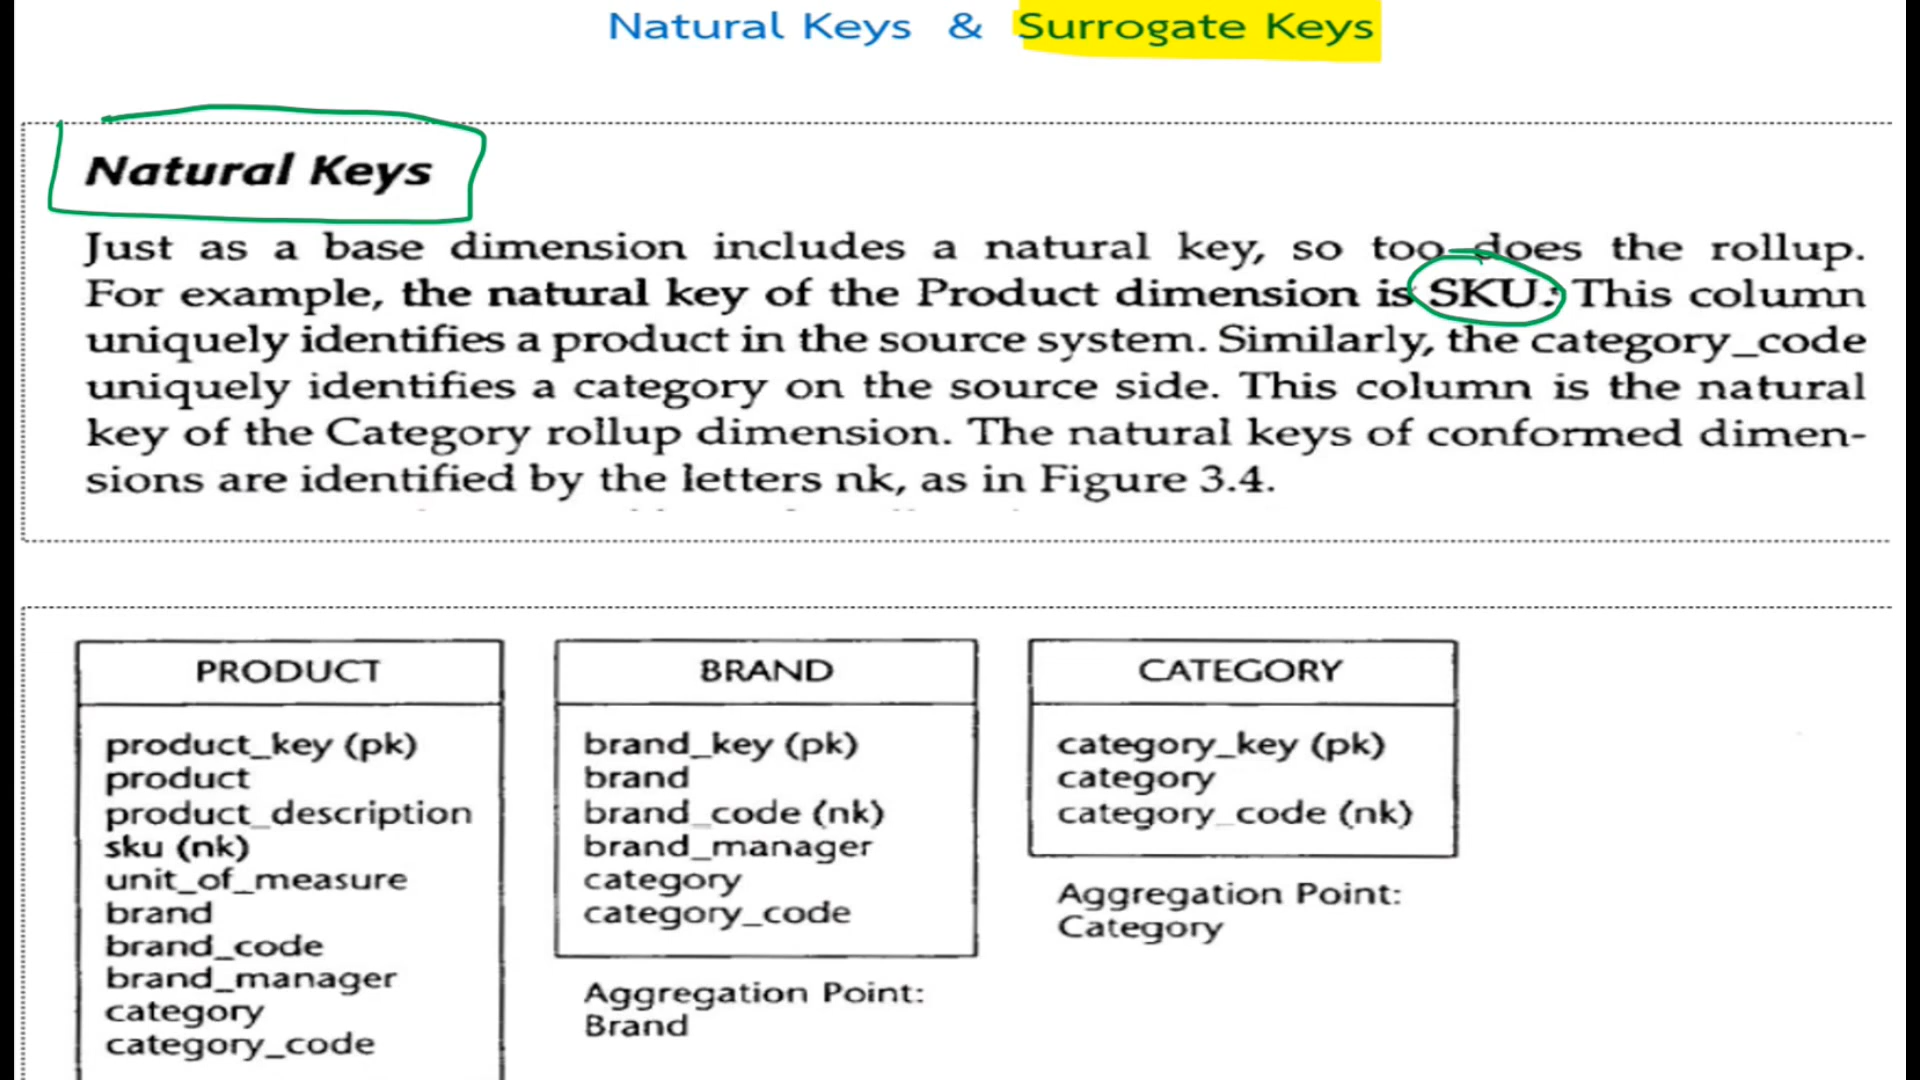 Natural Keys & Surrogate Keys
Natural Keys
Just as a base dimension includes a natural key, so too does the rollup.
For example, the natural key of the Product dimension is SKU. This column
uniquely identifies a product in the source system. Similarly, the category_code
uniquely identifies a category on the source side. This column is the natural
key of the Category rollup dimension. The natural keys of conformed dimen-
sions are identified by the letters nk, as in Figure 3.4.
PRODUCT
product_key (pk)
product
product_description
sku (nk)
unit_of_measure
brand
brand_code
brand_manager
category
category_code
BRAND
brand_key (pk)
brand
brand_code (nk)
brand_manager
category
category_code
Aggregation Point:
Brand
CATEGORY
category_key (pk)
category
category_code (nk)
Aggregation Point:
Category